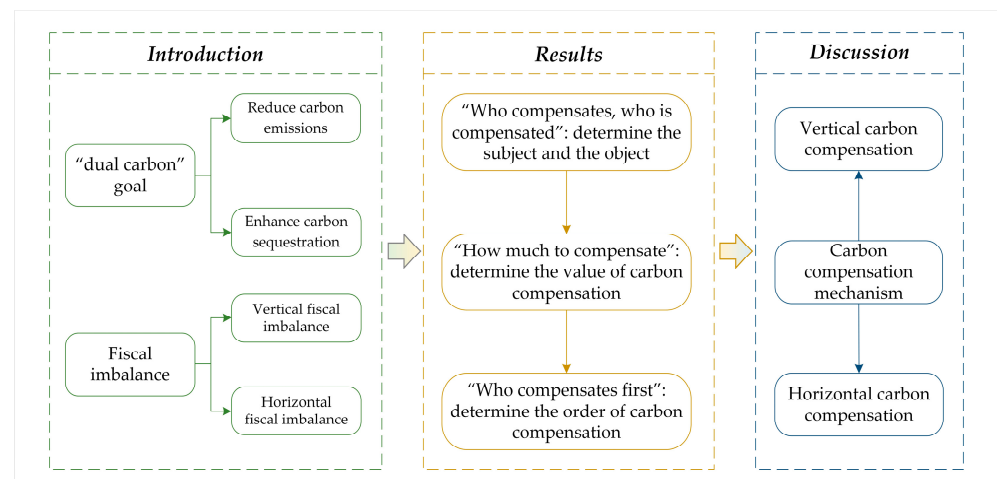 Introduction
Reduce carbon
emissions
"dual carbon"
goal
Enhance carbon
sequestration
Vertical fiscal
imbalance
Fiscal
imbalance
Horizontal
fiscal imbalance
Results
"Who compensates, who is
compensated": determine the
subject and the object
"How much to compensate":
determine the value of carbon
compensation
"Who compensates first":
determine the order of carbon
compensation
Discussion
Vertical carbon
compensation
Carbon
compensation
mechanism
Horizontal carbon
compensation